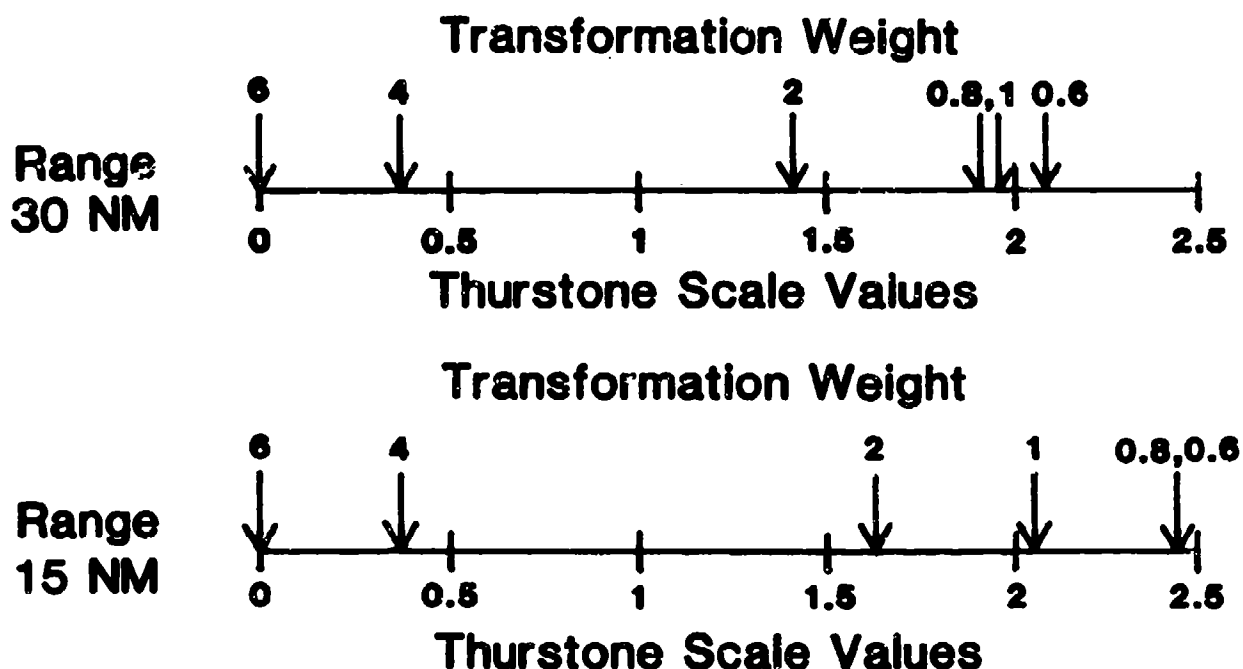 Transformation Weight
6 4 2 0.8,1 0.6
Range
30 NM
0 0.5 1 1.5 2 2.5
Thurstone Scale Values
Transformation Weight
6 4 2 1 0.8,0.6
Range
15 NM
0 0.5 1 1.5 2 2.5
Thurstone Scale Values